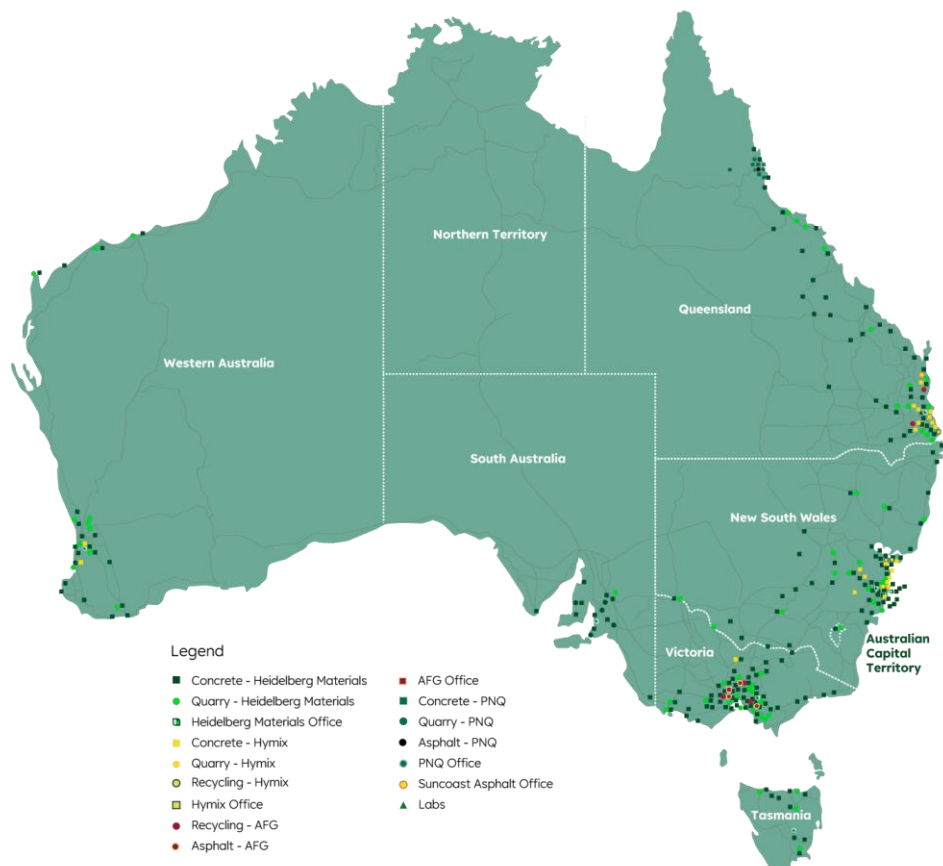 Northern Territory
Queensland
Western Australia
South Australia
New South Wales
Australian
Capital
Territory
Victoria
Tasmania
Legend
Concrete - Heidelberg Materials
Quarry - Heidelberg Materials
Heidelberg Materials Office
Concrete - Hymix
Quarry - Hymix
Recycling - Hymix
Hymix Office
Recycling - AFG
Asphalt - AFG
AFG Office
Concrete - PNQ
Quarry - PNQ
Asphalt - PNQ
PNQ Office
Suncoast Asphalt Office
Labs